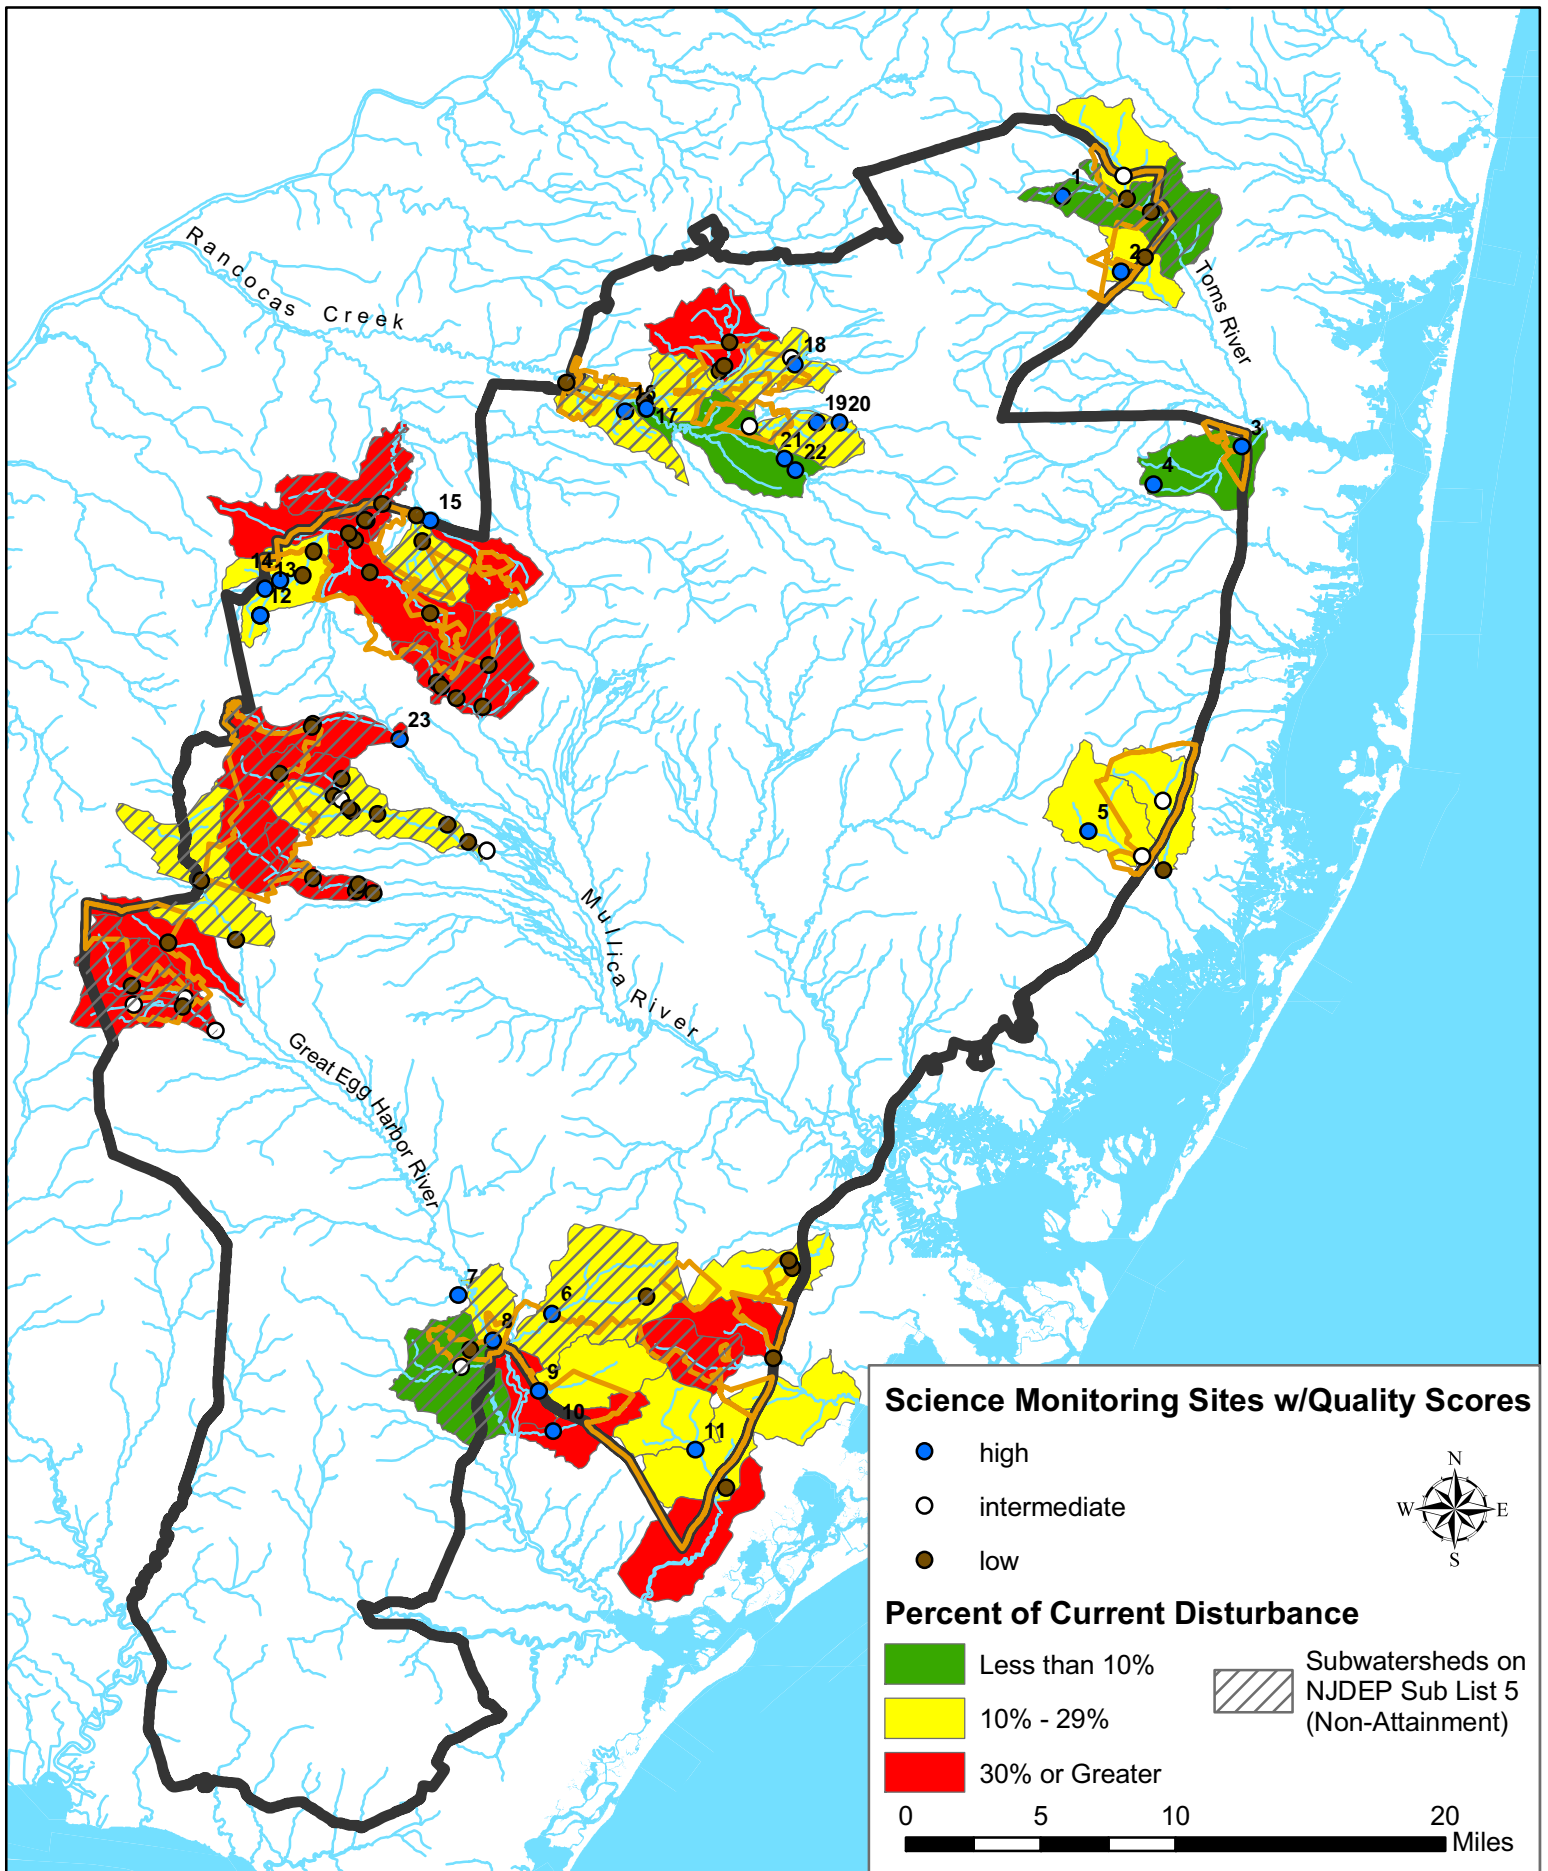 1
2
Rancocas Creek
Toms River
18
16
17
19 20
21
22
3
4
15
14
13
12
23
5
Mullica River
Great Egg Harbor River
7
6
8
9
10
11
Science Monitoring Sites w/Quality Scores
high
intermediate
low
N
W E
S
Percent of Current Disturbance
Less than 10%
10% - 29%
30% or Greater
Subwatersheds on
NJDEP Sub List 5
(Non-Attainment)
0 5 10 20
Miles